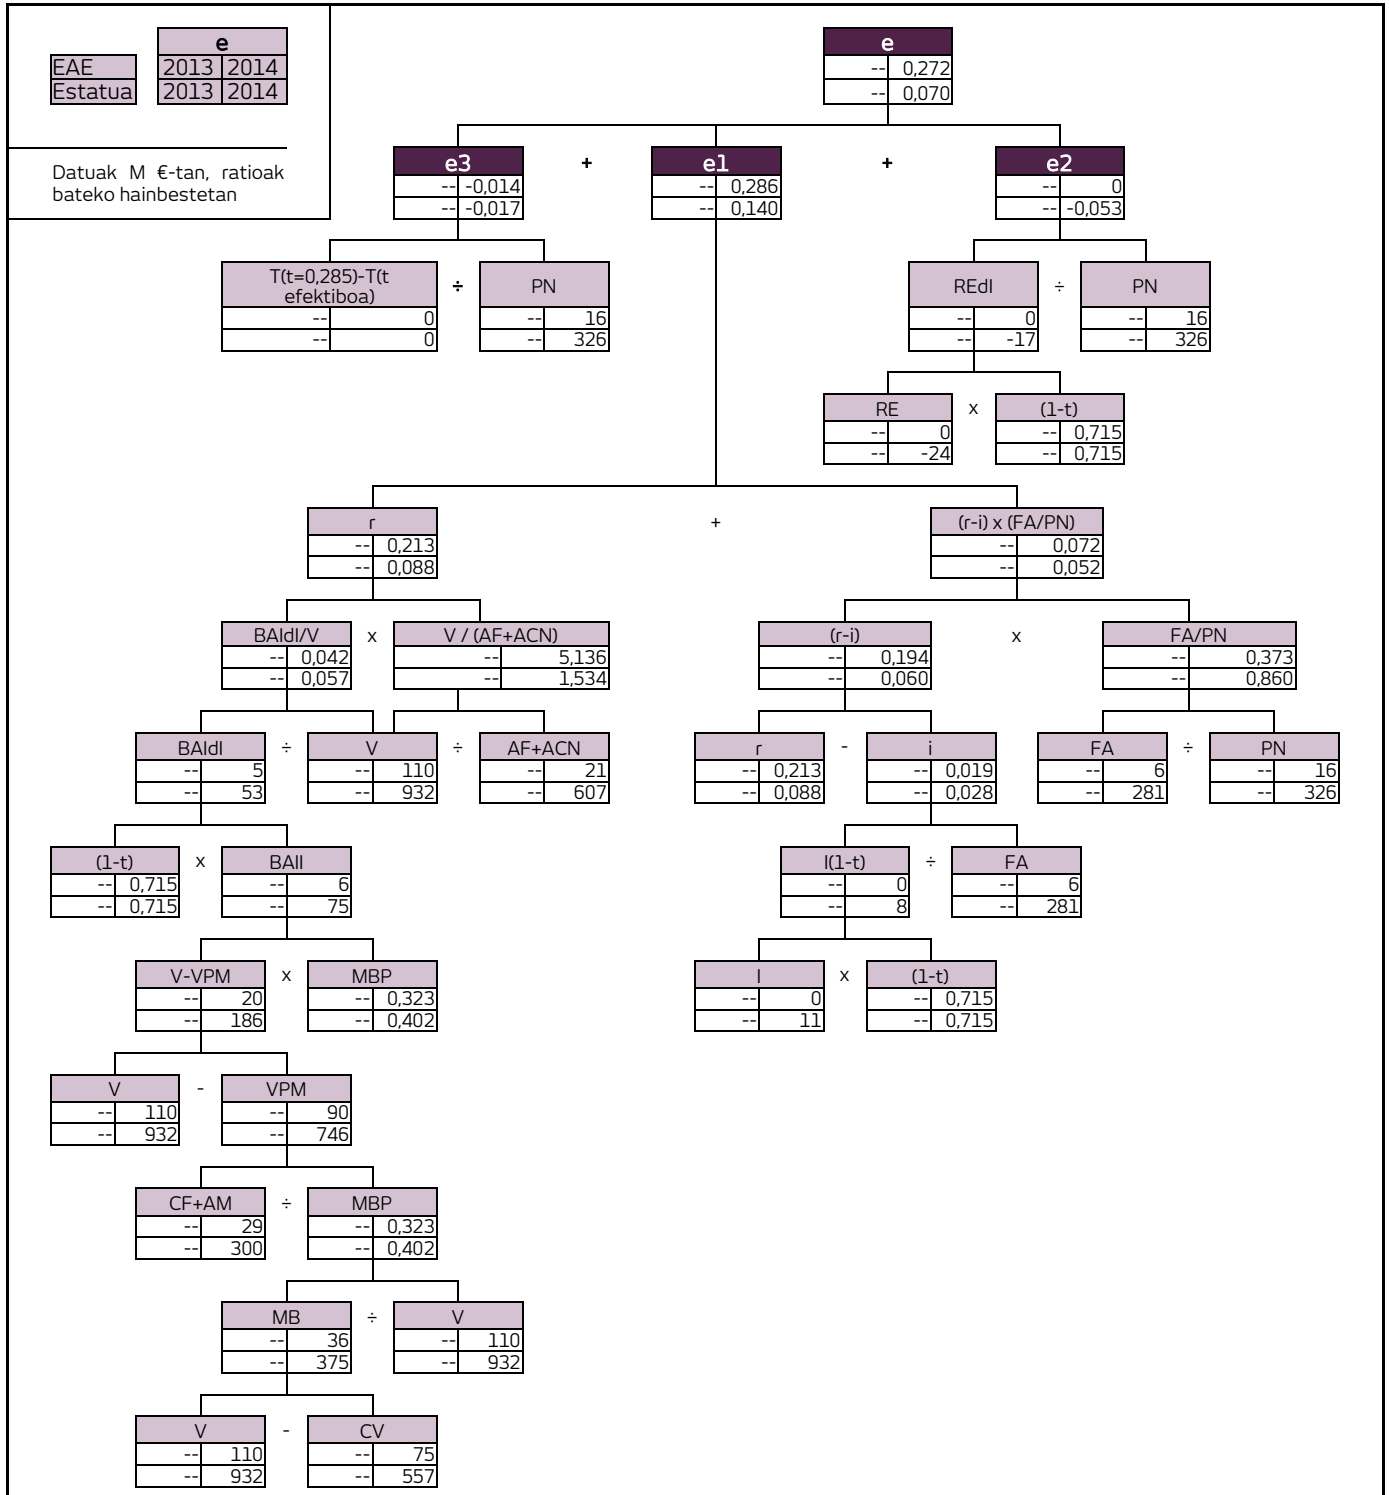 e
EAE 2013 2014
Estatua 2013 2014
Datuak M €-tan, ratioak
bateko hainbestetan
e
-- 0,272
-- 0,070
e3 + e1 + e2
-- -0,014 -- 0,286 -- 0
-- -0,017 -- 0,140 -- -0,053
T(t=0,285)-T(t
efektiboa) ÷ PN REdI ÷ PN
-- 0 -- 16 -- 0 -- 16
-- 0 -- 326 -- -17 -- 326
RE x (1-t)
-- 0 -- 0,715
-- -24 -- 0,715
r + (r-i) x (FA/PN)
-- 0,213 -- 0,072
-- 0,088 -- 0,052
BAIdI/V x V / (AF+ACN) (r-i) x FA/PN
-- 0,042 -- 5,136 -- 0,194 -- 0,373
-- 0,057 -- 1,534 -- 0,060 -- 0,860
BAIdI ÷ V ÷ AF+ACN r - i FA ÷ PN
-- 5 -- 110 -- 21 -- 0,213 -- 0,019 -- 6 -- 16
-- 53 -- 932 -- 607 -- 0,088 -- 0,028 -- 281 -- 326
(1-t) x BAII I(1-t) ÷ FA
-- 0,715 -- 6 -- 0 -- 6
-- 0,715 -- 75 -- 8 -- 281
V-VPM x MBP I x (1-t)
-- 20 -- 0,323 -- 0 -- 0,715
-- 186 -- 0,402 -- 11 -- 0,715
V - VPM
-- 110 -- 90
-- 932 -- 746
CF+AM ÷ MBP
-- 29 -- 0,323
-- 300 -- 0,402
MB ÷ V
-- 36 -- 110
-- 375 -- 932
V - CV
-- 110 -- 75
-- 932 -- 557